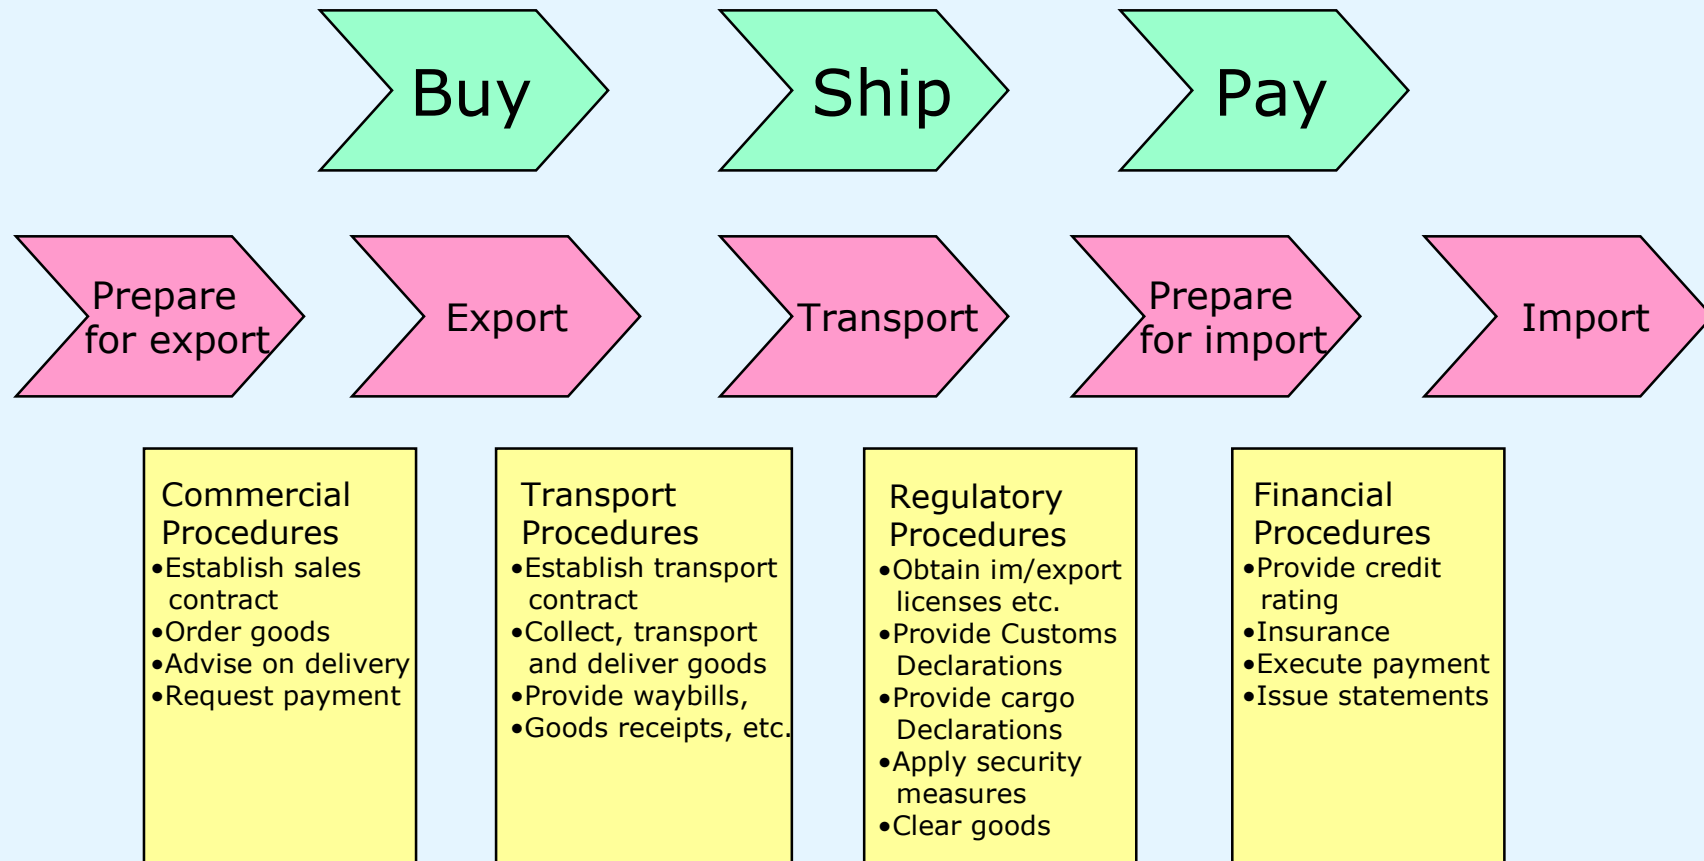 Buy
Ship
Pay
Prepare
for export
Export
Transport
Prepare
for import
Import
Commercial
Procedures
•Establish sales
contract
•Order goods
•Advise on delivery
•Request payment
Transport
Procedures
•Establish transport
contract
•Collect, transport
and deliver goods
•Provide waybills,
•Goods receipts, etc.
Regulatory
Procedures
•Obtain im/export
licenses etc.
•Provide Customs
Declarations
•Provide cargo
Declarations
•Apply security
measures
•Clear goods
Financial
Procedures
•Provide credit
rating
•Insurance
•Execute payment
•Issue statements